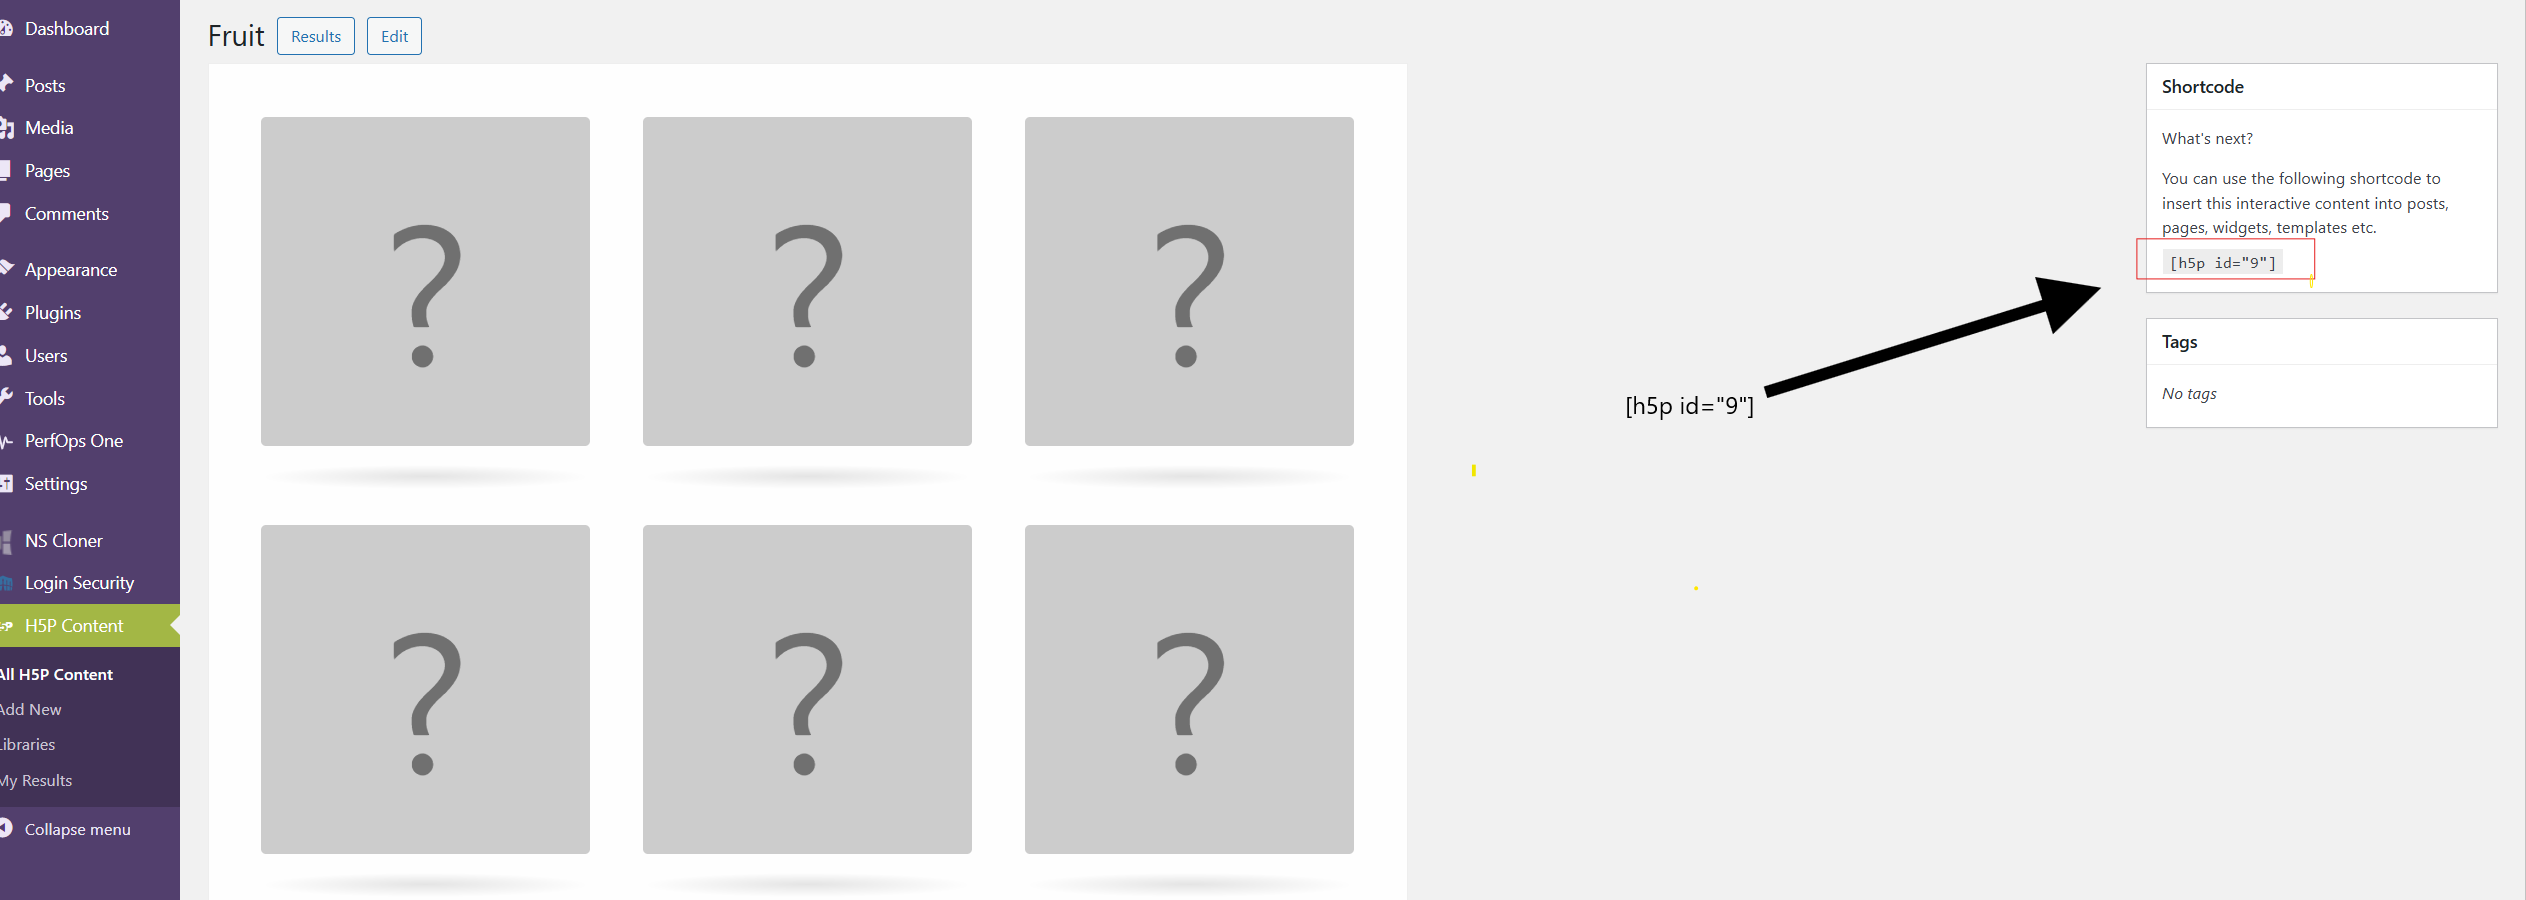 Dashboard
Posts
Media
Pages
Comments
Appearance
Plugins
Users
Tools
PerfOps One
Settings
NS Cloner
Login Security
H5P Content
All H5P Content
Add New
Libraries
My Results
Collapse menu
Fruit
Results
Edit
?
?
?
?
?
?
[h5p id="9"]
Shortcode
What's next?
You can use the following shortcode to
insert this interactive content into posts,
pages, widgets, templates etc.
[h5p id="9"]
Tags
No tags